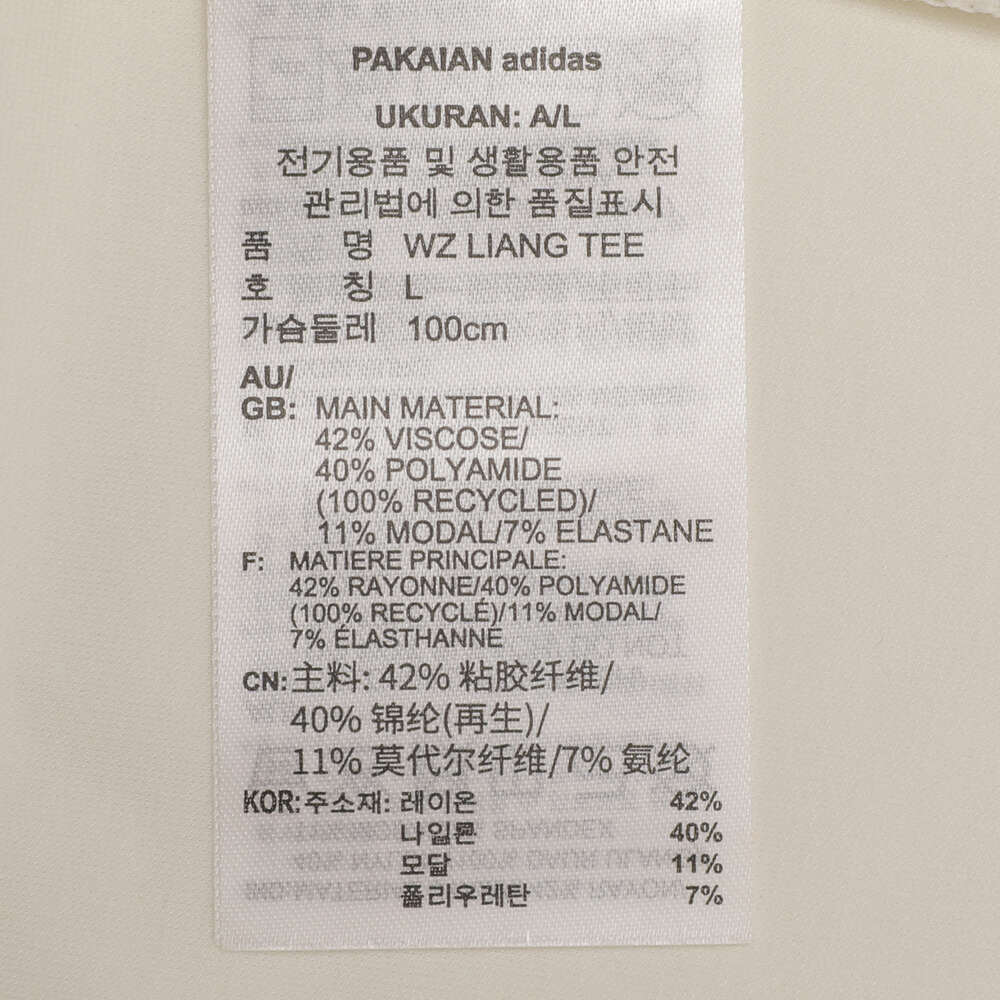 PAKAIAN adidas
UKURAN: A/L
전기용품 및 생활용품 안전
관리법에 의한 품질표시
품 명 WZ LIANG TEE
호 칭 L
가슴둘레 100cm
AU/
GB: MAIN MATERIAL:
42% VISCOSE/
40% POLYAMIDE
(100% RECYCLED)/
11% MODAL/7% ELASTANE
F: MATIERE PRINCIPALE:
42% RAYONNE/40% POLYAMIDE
(100% RECYCLÉ)/11% MODAL/
7% ÉLASTHANNE
CN:主料: 42% 粘胶纤维/
40% 锦纶(再生)/
11% 莫代尔纤维/7% 氨纶
KOR:주소재: 레이온 42%
나일론 40%
모달 11%
폴리우레탄 7%